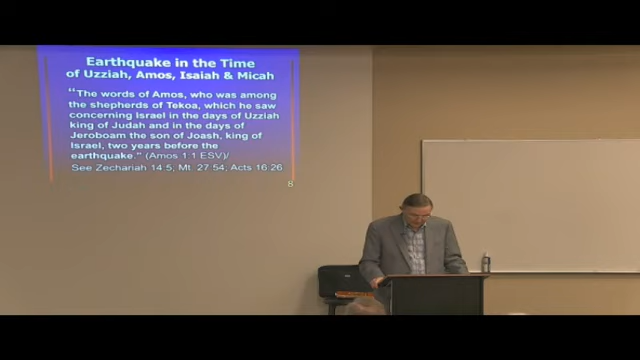 Earthquake in the Time
of Uzziah, Amos, Isaiah & Micah
“The words of Amos, who was among
the shepherds of Tekoa, which he saw
concerning Israel in the days of Uzziah
king of Judah and in the days of
Jeroboam the son of Joash, king of
Israel, two years before the
earthquake.” (Amos 1:1 ESV)/
See Zechariah 14:5, Mt. 27:54, Acts 16:26
8